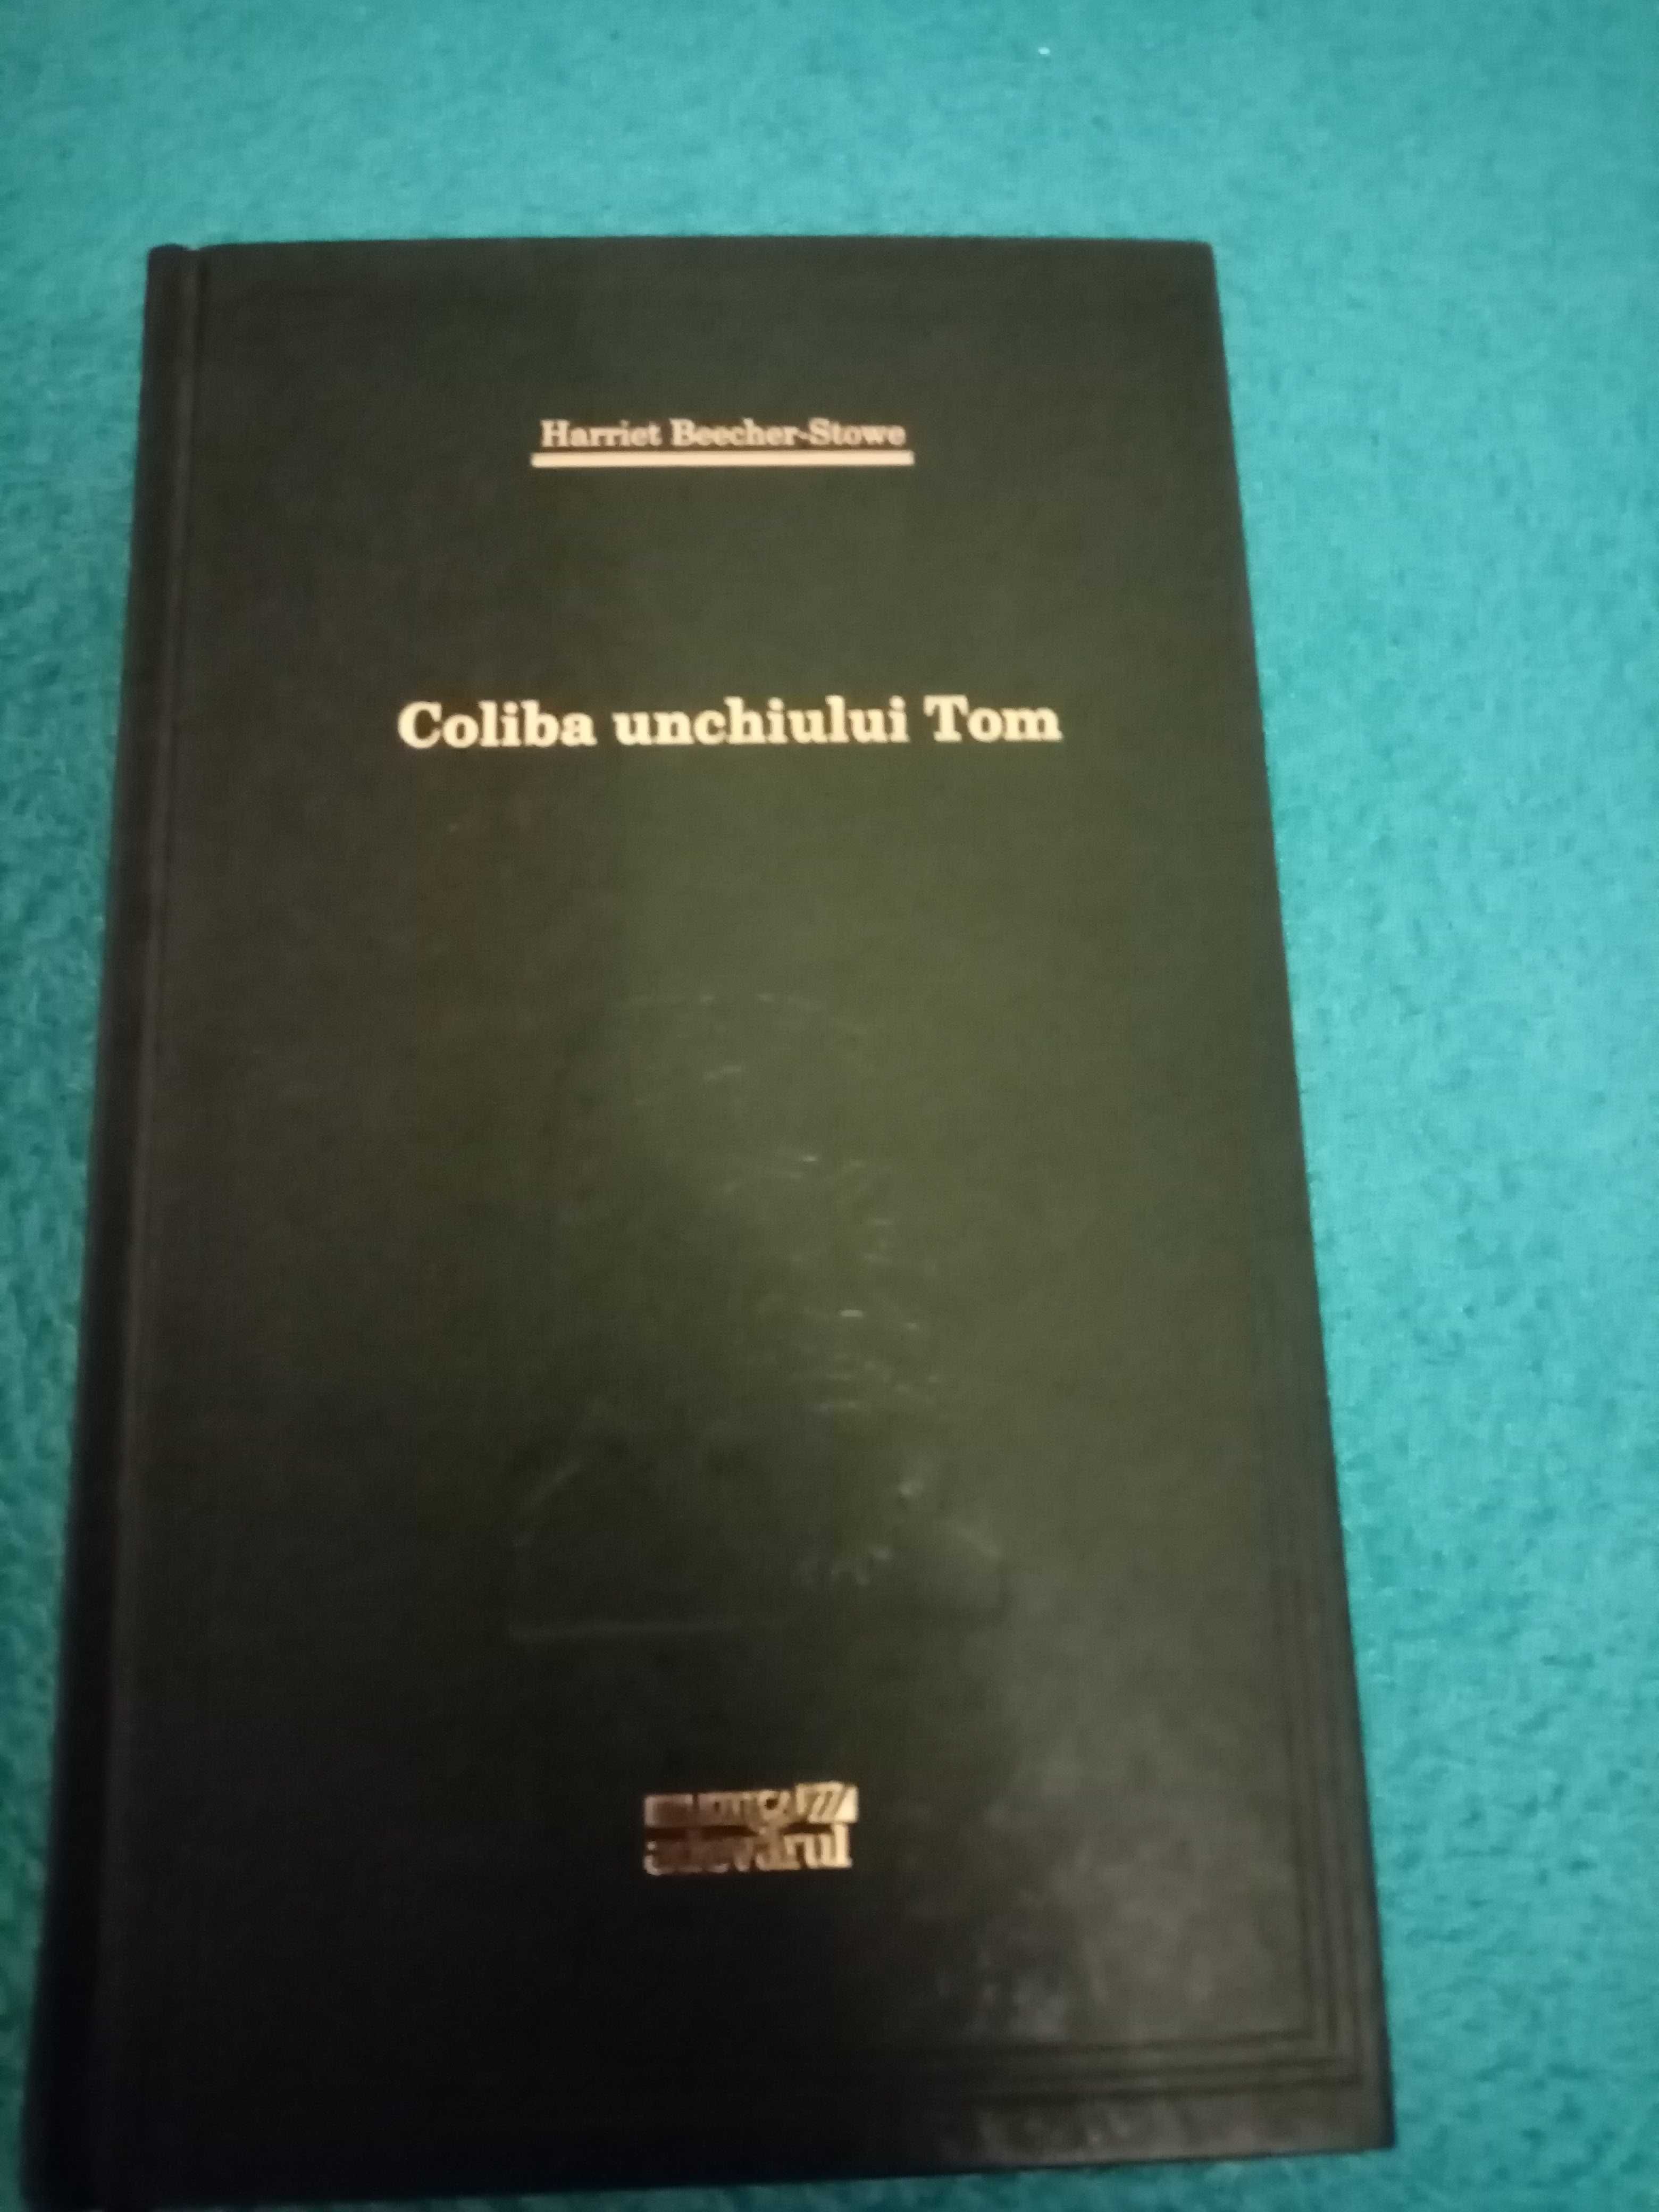 Harriet Beecher-Stowe
Coliba unchiului Tom
adevărul